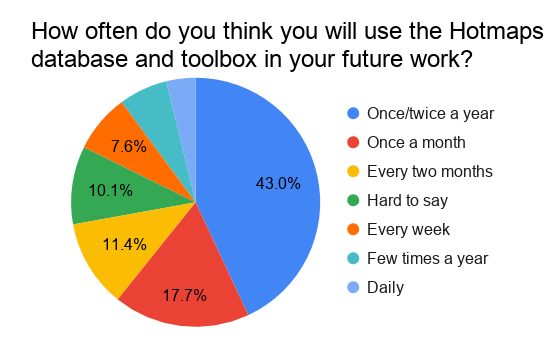 How often do you think you will use the Hotmaps
database and toolbox in your future work?
43.0%
17.7%
11.4%
10.1%
7.6%
Once/twice a year
Once a month
Every two months
Hard to say
Every week
Few times a year
Daily